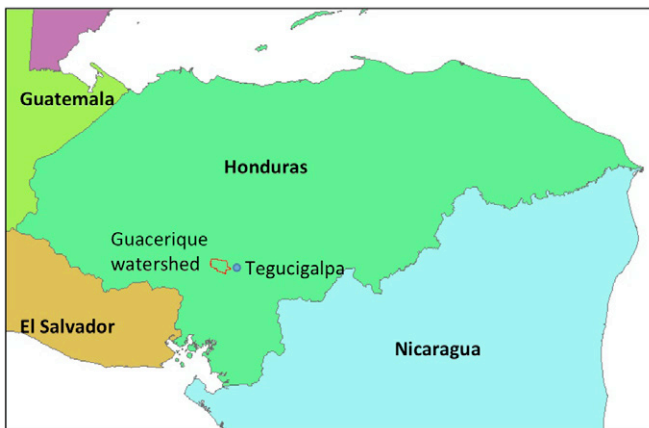 Guatemala
Honduras
Guacerique
watershed
Tegucigalpa
El Salvador
Nicaragua